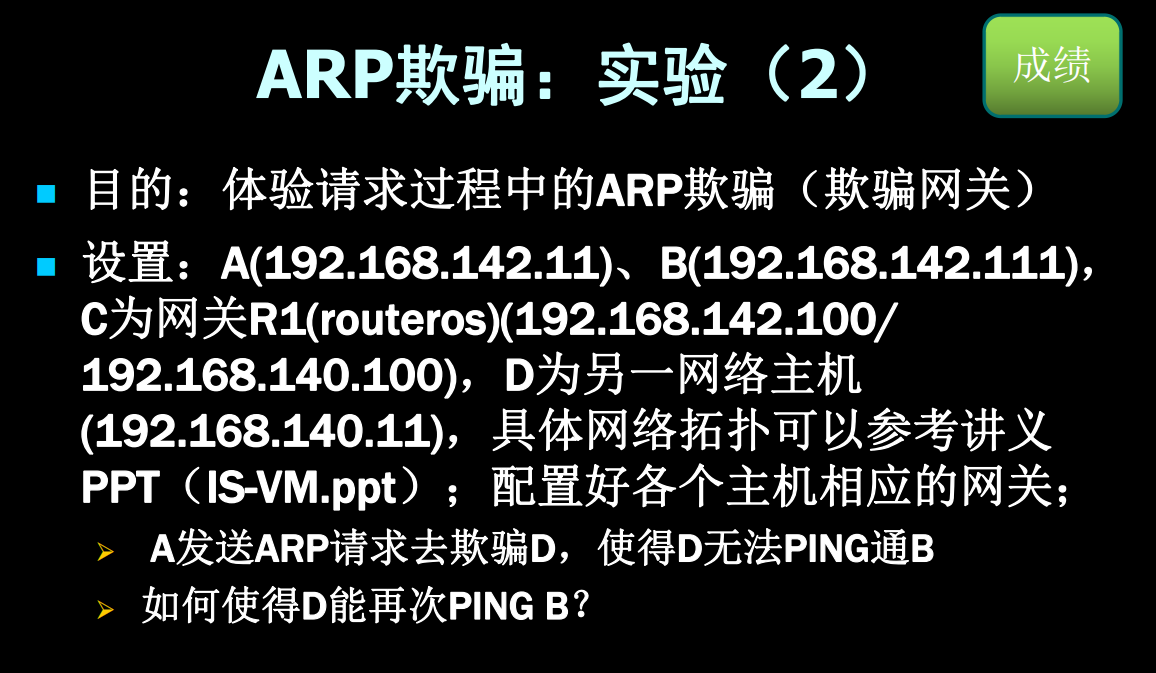 ARP欺骗：实验（2）
成绩
目的：体验请求过程中的ARP欺骗（欺骗网关）
设置：A(192.168.142.11)、B(192.168.142.111)，
C为网关R1(routeros)(192.168.142.100/
192.168.140.100)，D为另一网络主机
(192.168.140.11)，具体网络拓扑可以参考讲义
PPT（IS-VM.ppt）；配置好各个主机相应的网关；
A发送ARP请求去欺骗D，使得D无法PING通B
如何使得D能再次PING B？